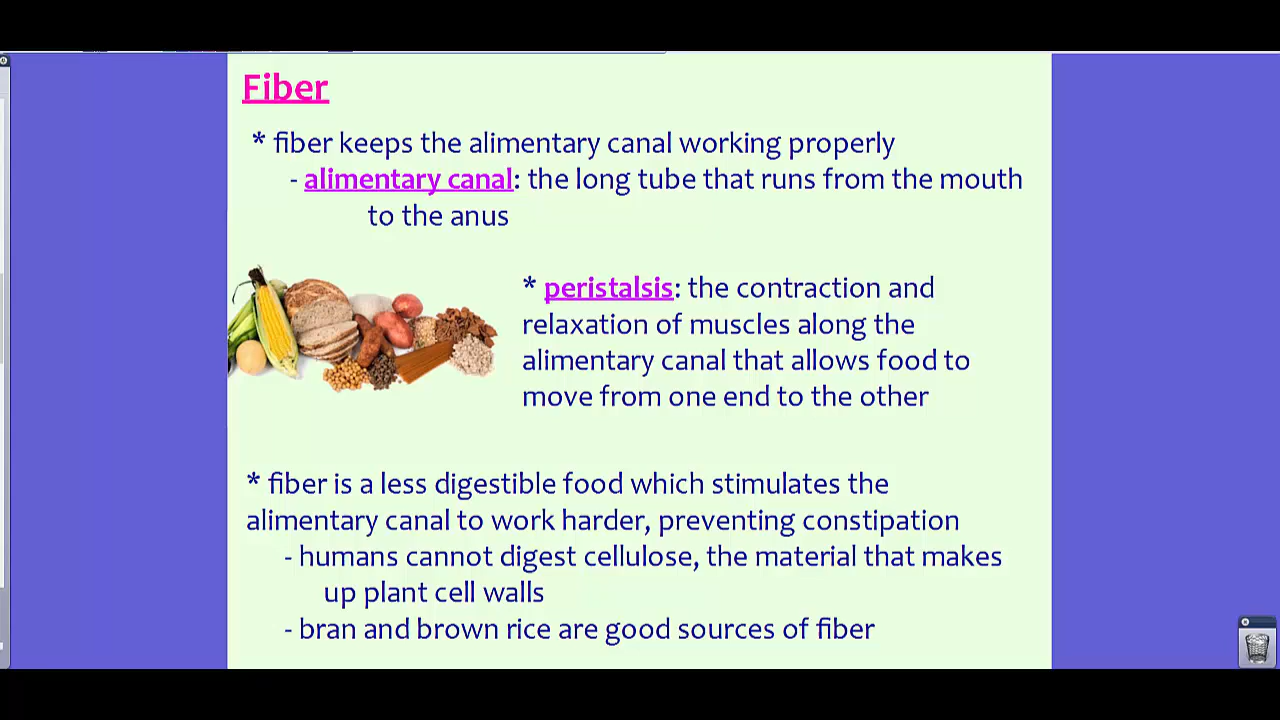 Fiber
* fiber keeps the alimentary canal working properly
- alimentary canal: the long tube that runs from the mouth
to the anus
* peristalsis: the contraction and
relaxation of muscles along the
alimentary canal that allows food to
move from one end to the other
* fiber is a less digestible food which stimulates the
alimentary canal to work harder, preventing constipation
- humans cannot digest cellulose, the material that makes
up plant cell walls
- bran and brown rice are good sources of fiber